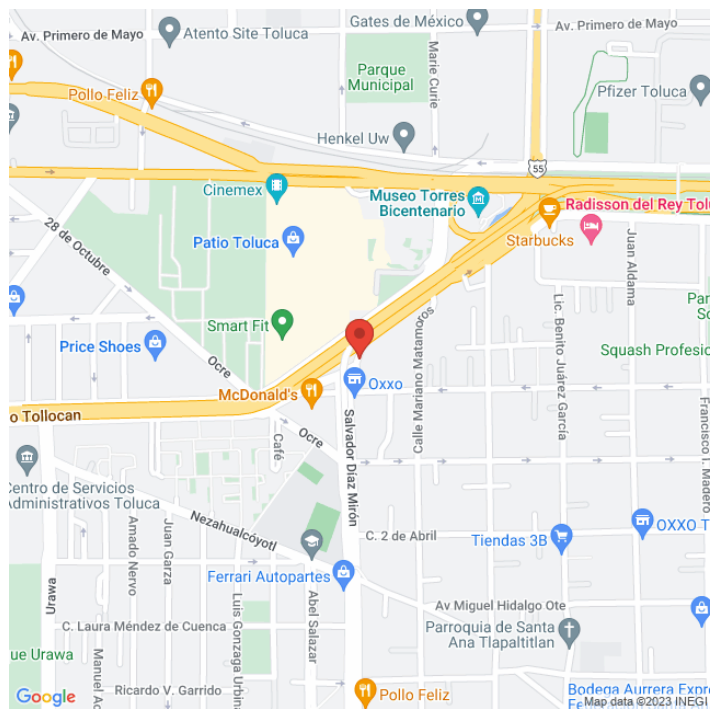 Av. Primero de Mayo
Atento Site Toluca
Gates de México
Av. Primero de Mayo
Marie Curie
Parque
Municipal
Pollo Feliz
Pfizer Toluca
Henkel Uw
55
Cinemex
Museo Torres
Bicentenario
Radisson del Rey Tolu
Starbucks
28 de Octubre
Patio Toluca
Juan Aldama
Smart Fit
Calle Mariano Matamoros
Lic. Benito Juárez García
Price Shoes
Squash Profesio
Ocre
McDonald's
Oxxo
o Tollocan
Francisco I. Madero
Café
Ocre
Salvador Díaz Mirón
Centro de Servicios
Administrativos Toluca
Nezahualcóyotl
C. 2 de Abril
OXXO T
Tiendas 3B
Amado Nervo
Juan Garza
Urawa
Ferrari Autopartes
Luis Gonzaga Urbina
Abel Salazar
Av Miguel Hidalgo Ote
C. Laura Méndez de Cuenca
Parroquia de Santa
Ana Tlapaltitlan
ue Urawa
Manuel Ac
Ricardo V. Garrido
Pollo Feliz
Bodega Aurrera Expr
Google
Map data ©2023 INEGI